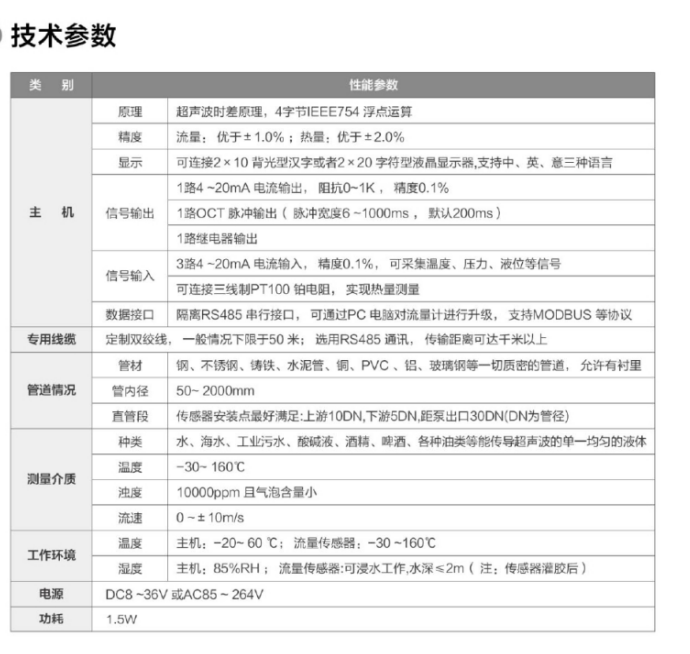 技术参数
类 别 性能参数
主 机
原理 超声波时差原理，4字节IEEE754 浮点运算
精度 流量：优于±1.0%；热量：优于±2.0%
显示 可连接2×10 背光型汉字或者2×20 字符型液晶显示器,支持中、英、意三种语言
信号输出 1路4 ~20mA 电流输出， 阻抗0~1K ， 精度0.1%
1路OCT 脉冲输出（ 脉冲宽度6 ~1000ms ， 默认200ms ）
1路继电器输出
信号输入 3路4 ~20mA 电流输入， 精度0.1%， 可采集温度、压力、液位等信号
可连接三线制PT100 铂电阻， 实现热量测量
数据接口 隔离RS485 串行接口， 可通过PC 电脑对流量计进行升级， 支持MODBUS 等协议
专用线缆 定制双绞线， 一般情况下限于50 米； 选用RS485 通讯， 传输距离可达千米以上
管道情况
管材 钢、不锈钢、铸铁、水泥管、铜、PVC 、铝、玻璃钢等一切质密的管道， 允许有衬里
管内径 50~ 2000mm
直管段 传感器安装点最好满足:上游10DN,下游5DN,距泵出口30DN(DN为管径)
测量介质
种类 水、海水、工业污水、酸碱液、酒精、啤酒、各种油类等能传导超声波的单一均匀的液体
温度 -30~ 160℃
浊度 10000ppm 且气泡含量小
流速 0 ~± 10m/s
工作环境
温度 主机：-20~ 60 ℃； 流量传感器：-30 ~160℃
湿度 主机：85%RH ； 流量传感器:可浸水工作,水深≤2m（ 注：传感器灌胶后）
电源 DC8 ~36V 或AC85 ~ 264V
功耗 1.5W